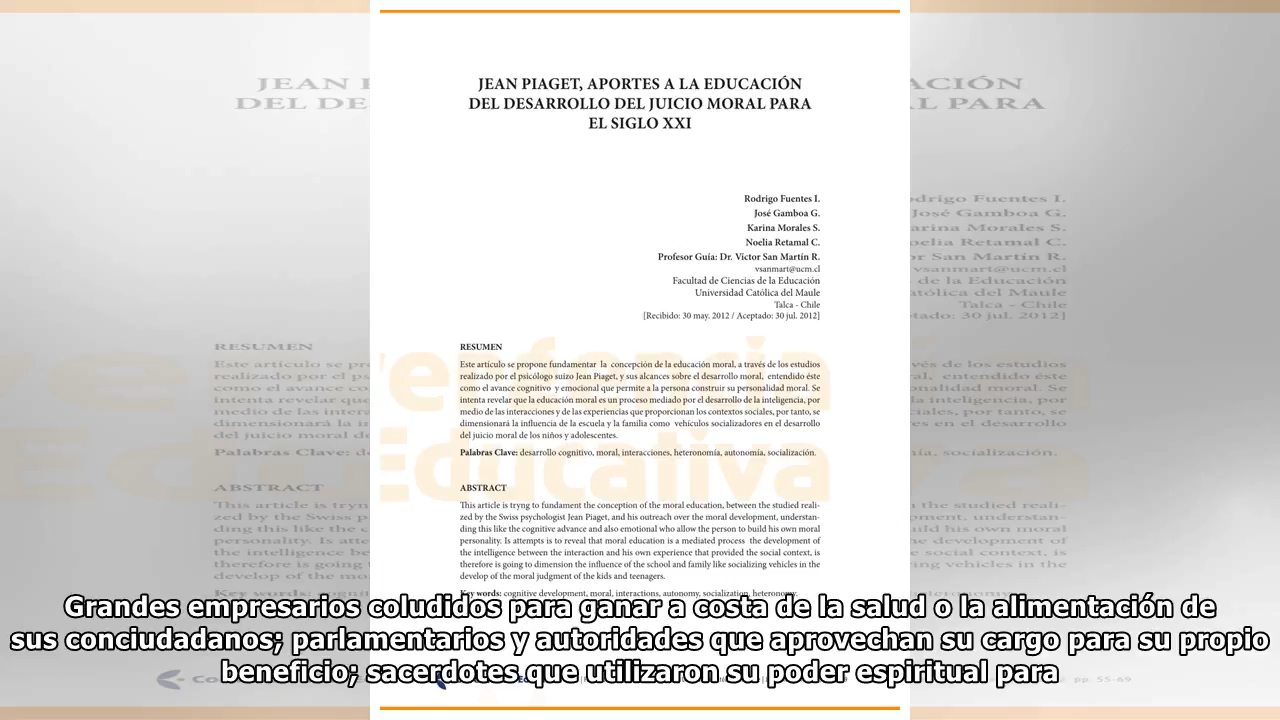 JEAN PIAGET, APORTES A LA EDUCACIÓN
DEL DESARROLLO DEL JUICIO MORAL PARA
EL SIGLO XXI
Rodrigo Fuentes I.
José Gamboa G.
Karina Morales S.
Noelia Retamal C.
Profesor Guía: Dr. Víctor San Martín R.
vsanmart@ucm.cl
Facultad de Ciencias de la Educación
Universidad Católica del Maule
Talca - Chile
[Recibido: 30 may. 2012 / Aceptado: 30 jul. 2012]
RESUMEN
Este artículo se propone fundamentar la concepción de la educación moral, a través de los estudios
realizado por el psicólogo suizo Jean Piaget, y sus alcances sobre el desarrollo moral, entendido éste
como el avance cognitivo y emocional que permite a la persona construir su personalidad moral. Se
intenta revelar que la educación moral es un proceso mediado por el desarrollo de la inteligencia, por
medio de las interacciones y de las experiencias que proporcionan los contextos sociales, por tanto, se
dimensionará la influencia de la escuela y la familia como vehículos socializadores en el desarrollo
del juicio moral de los niños y adolescentes.
Palabras Clave: desarrollo cognitivo, moral, interacciones, heteronomía, autonomía, socialización.
ABSTRACT
This article is tryng to fundament the conception of the moral education, between the studied reali-
zed by the Swiss psychologist Jean Piaget, and his outreach over the moral development, understan-
ding this like the cognitive advance and also emotional who allow the person to build his own moral
personality. Is attempts is to reveal that moral education is a mediated process the development of
the intelligence between the interaction and his own experience that provided the social context, is
therefore is going to dimension the influence of the school and family like socializing vehicles in the
develop of the moral judgment of the kids and teenagers.
Key words: cognitive development, moral, interactions, autonomy, socialization, heteronomy.
Grandes empresarios coludidos para ganar a costa de la salud o la alimentación de
sus conciudadanos; parlamentarios y autoridades que aprovechan su cargo para su propio
beneficio; sacerdotes que utilizaron su poder espiritual para